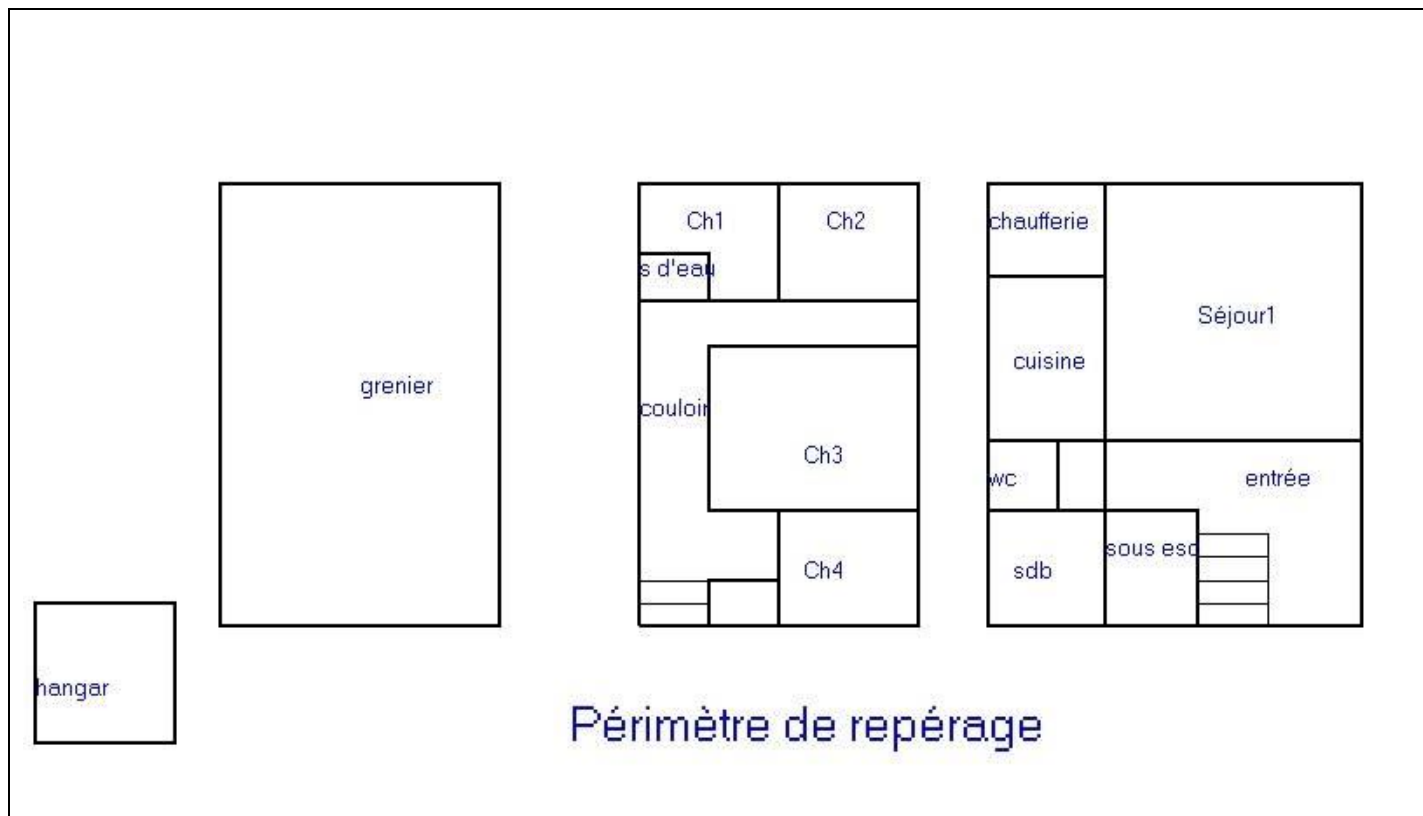 Ch1
Ch2
chaufferie
s d'eau
Séjour1
cuisine
grenier
couloir
Ch3
wc
entrée
sous esc
Ch4
sdb
hangar
Périmètre de repérage